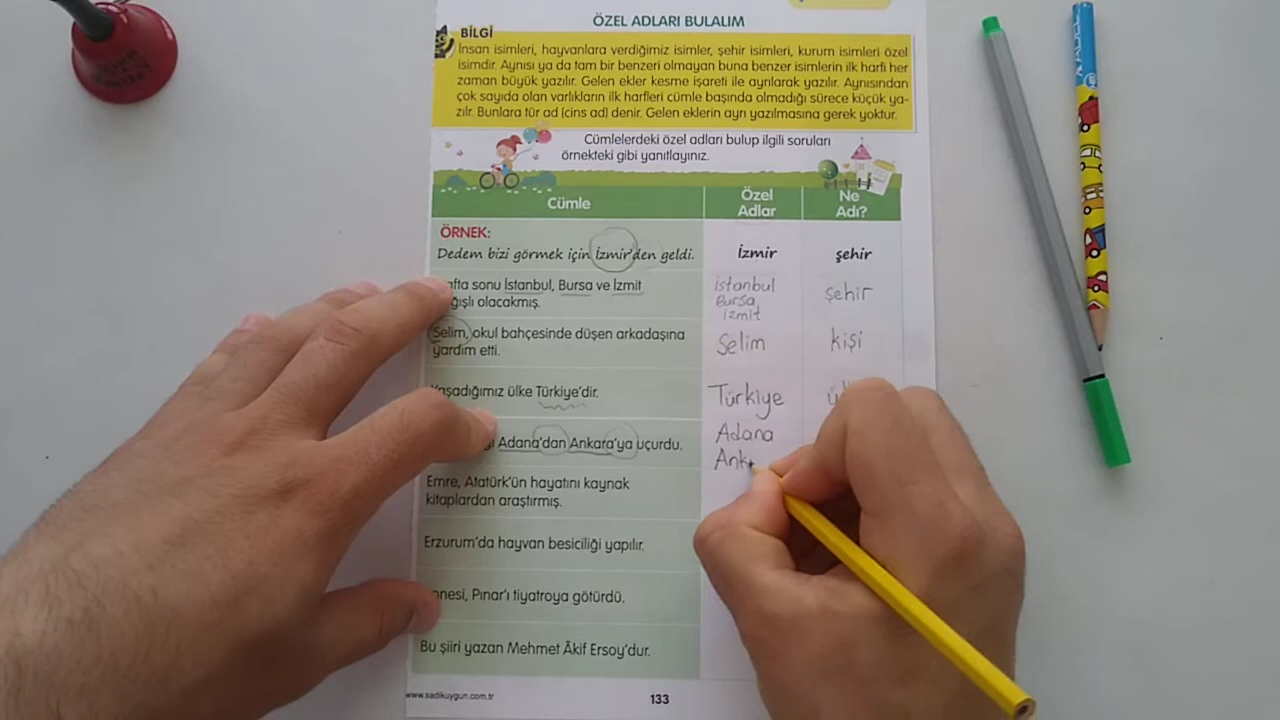 ÖZEL ADLARI BULALIM
BİLGİ
İnsan isimleri, hayvanlara verdiğimiz isimler, şehir isimleri, kurum isimleri özel
isimdir. Aynısı ya da tam bir benzeri olmayan buna benzer isimlerin ilk harfi her
zaman büyük yazılır. Gelen ekler kesme işareti ile ayrılarak yazılır. Aynısından
çok sayıda olan varlıkların ilk harfleri cümle başında olmadığı sürece küçük ya-
zılır. Bunlara tür ad (cins ad) denir. Gelen eklerin ayrı yazılmasına gerek yoktur.
Cümlelerdeki özel adları bulup ilgili soruları
örnekteki gibi yanıtlayınız.
Cümle
Özel
Adlar
Ne
Adı?
ÖRNEK:
Dedem bizi görmek için İzmir'den geldi.
İzmir
şehir
sonu İstanbul, Bursa ve İzmit
olacakmış.
istanbul
Bursa
izmit
şehir
Selim, okul bahçesinde düşen arkadaşına
yardım etti.
Selim
kişi
Yaşadığımız ülke Türkiye'dir.
Türkiye
Adana'dan Ankara'ya uçurdu.
Adana
Ank
Emre, Atatürk'ün hayatını kaynak
kitaplardan araştırmış.
Erzurum'da hayvan besiciliği yapılır.
Pınar'ı tiyatroya götürdü.
Bu şiiri yazan Mehmet Âkif Ersoy'dur.
www.sadikuygun.com.tr
133